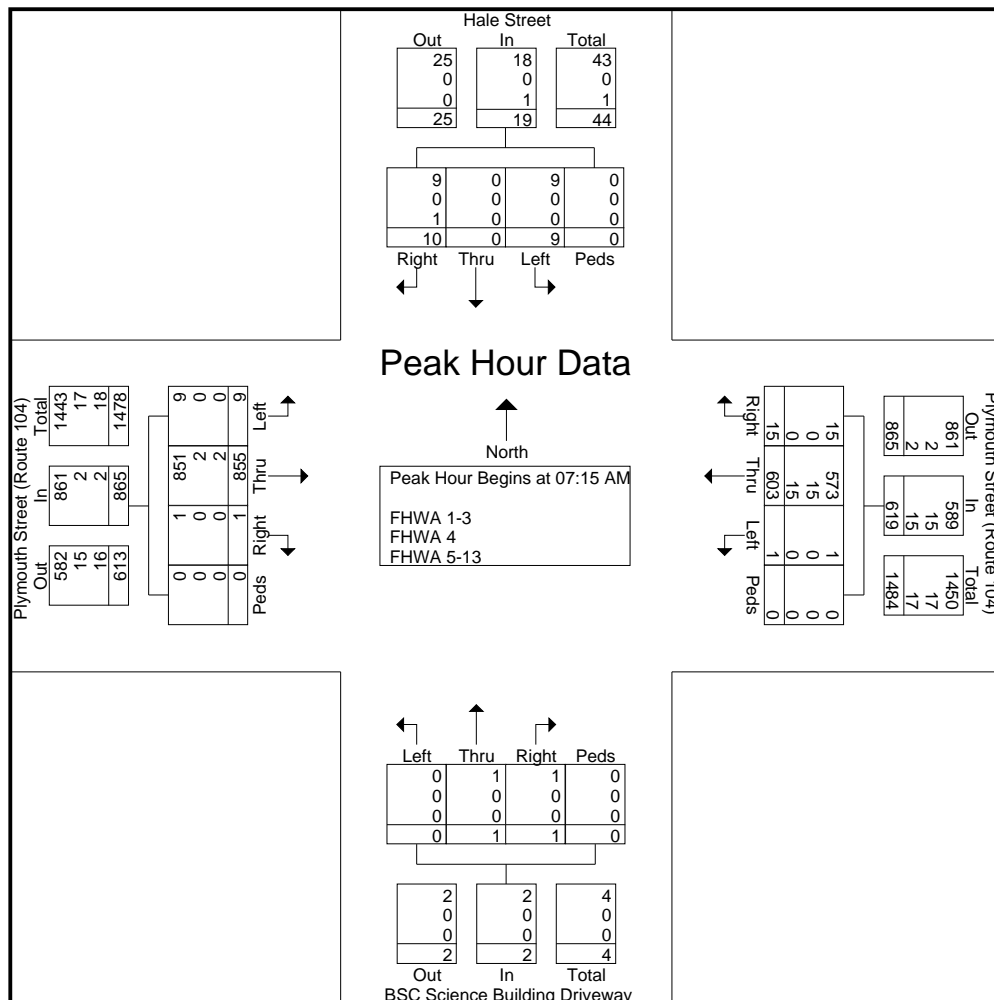 Hale Street
Out In Total
25 18 43
0 0 0
0 1 1
25 19 44
9 0 9 0
0 0 0 0
1 0 0 0
10 0 9 0
Right Thru Left Peds
Peak Hour Data
North
Peak Hour Begins at 07:15 AM
FHWA 1-3
FHWA 4
FHWA 5-13
Plymouth Street (Route 104)
Total In Out
1443 861 582
17 2 15
18 2 16
1478 865 613
9 851 1 0
0 2 0 0
0 2 0 0
9 855 1 0
Left Thru Right Peds
Right Thru Left Peds
15 603 1 0
0 15 0 0
0 15 0 0
15 573 1 0
Plymouth Street (Route 104)
Out In Total
861 589 1450
2 15 17
2 15 17
865 619 1484
Left Thru Right Peds
0 1 1 0
0 0 0 0
0 0 0 0
0 1 1 0
2 2 4
0 0 0
0 0 0
2 2 4
Out In Total
BSC Science Building Driveway